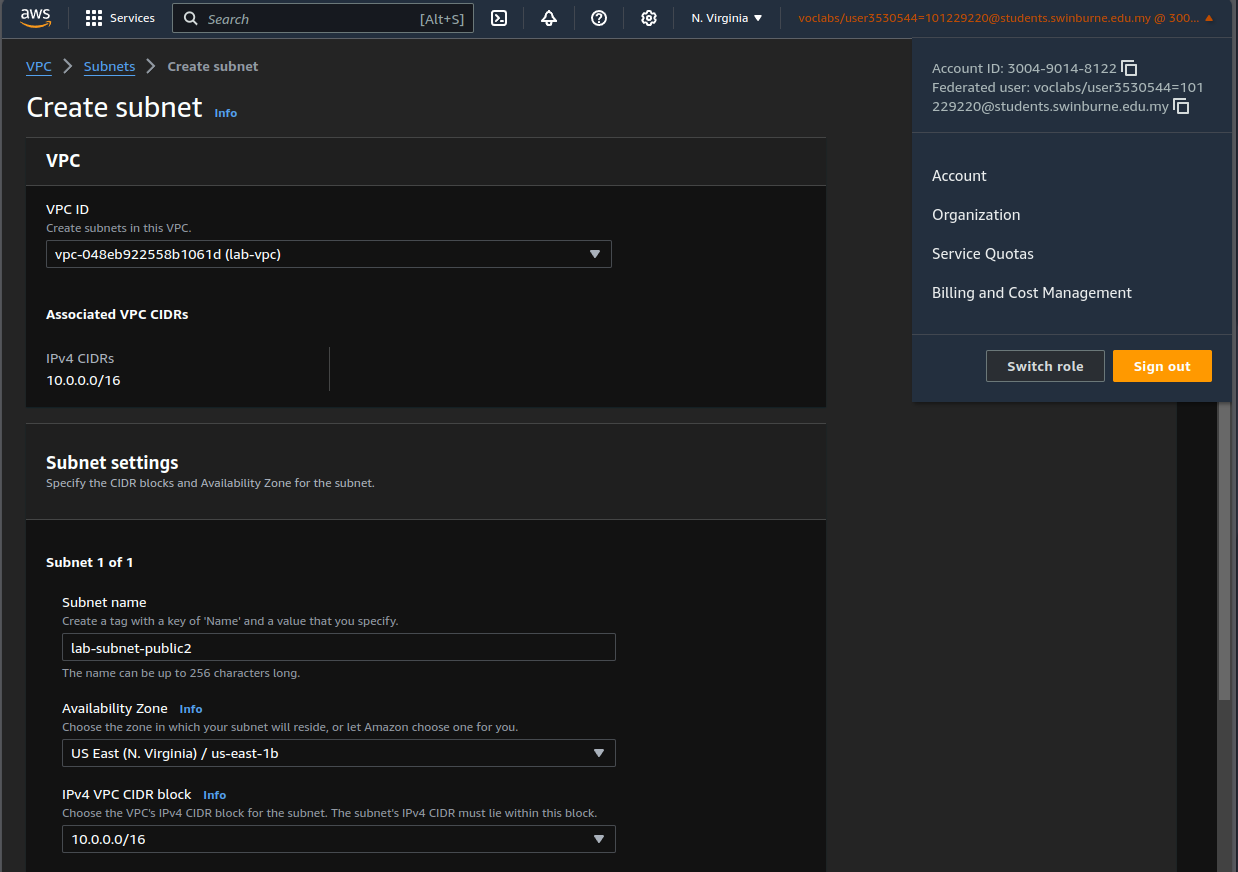 aws
Services
Search
[Alt+S]
N. Virginia
voclabs/user3530544=101229220@students.swinburne.edu.my @ 300...
Account ID: 3004-9014-8122
Federated user: voclabs/user3530544=101
229220@students.swinburne.edu.my
Account
Organization
Service Quotas
Billing and Cost Management
Switch role
Sign out
VPC
Subnets
Create subnet
Create subnet
Info
VPC
VPC ID
Create subnets in this VPC.
vpc-048eb922558b1061d (lab-vpc)
Associated VPC CIDRs
IPv4 CIDRs
10.0.0.0/16
Subnet settings
Specify the CIDR blocks and Availability Zone for the subnet.
Subnet 1 of 1
Subnet name
Create a tag with a key of 'Name' and a value that you specify.
lab-subnet-public2
The name can be up to 256 characters long.
Availability Zone Info
Choose the zone in which your subnet will reside, or let Amazon choose one for you.
US East (N. Virginia) / us-east-1b
IPv4 VPC CIDR block Info
Choose the VPC's IPv4 CIDR block for the subnet. The subnet's IPv4 CIDR must lie within this block.
10.0.0.0/16